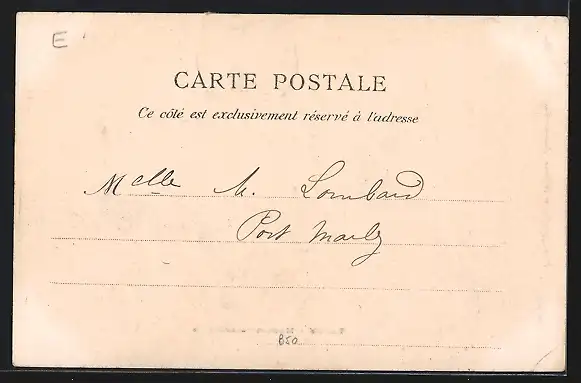 E
CARTE POSTALE
Ce côté est exclusivement réservé à l'adresse
Melle M. Lombard
Port Marly
850